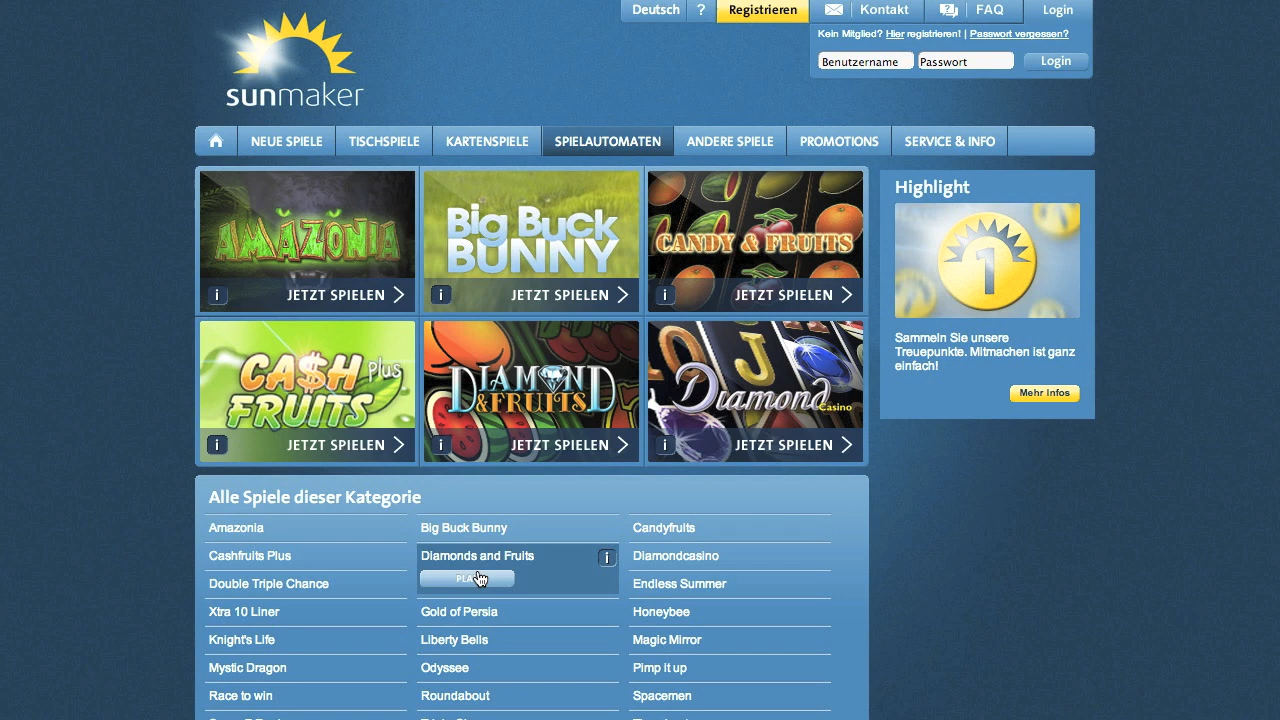 Deutsch ? Registrieren Kontakt FAQ Login
Kein Mitglied? Hier registrieren! | Passwort vergessen?
Benutzername Passwort Login
sunmaker
NEUE SPIELE TISCHSPIELE KARTENSPIELE SPIELAUTOMATEN ANDERE SPIELE PROMOTIONS SERVICE & INFO
AMAZONIA
i JETZT SPIELEN
Big Buck
BUNNY
i JETZT SPIELEN
CANDY & FRUITS
i JETZT SPIELEN
CA$H plus
FRUITS
i JETZT SPIELEN
DIAMOND
& FRUITS
i JETZT SPIELEN
Diamond
Casino
i JETZT SPIELEN
Highlight
1
Sammeln Sie unsere
Treuepunkte. Mitmachen ist ganz
einfach!
Mehr Infos
Alle Spiele dieser Kategorie
Amazonia Big Buck Bunny Candyfruits
Cashfruits Plus Diamonds and Fruits i Diamondcasino
Double Triple Chance Endless Summer
Xtra 10 Liner Gold of Persia Honeybee
Knight's Life Liberty Bells Magic Mirror
Mystic Dragon Odyssee Pimp it up
Race to win Roundabout Spacemen